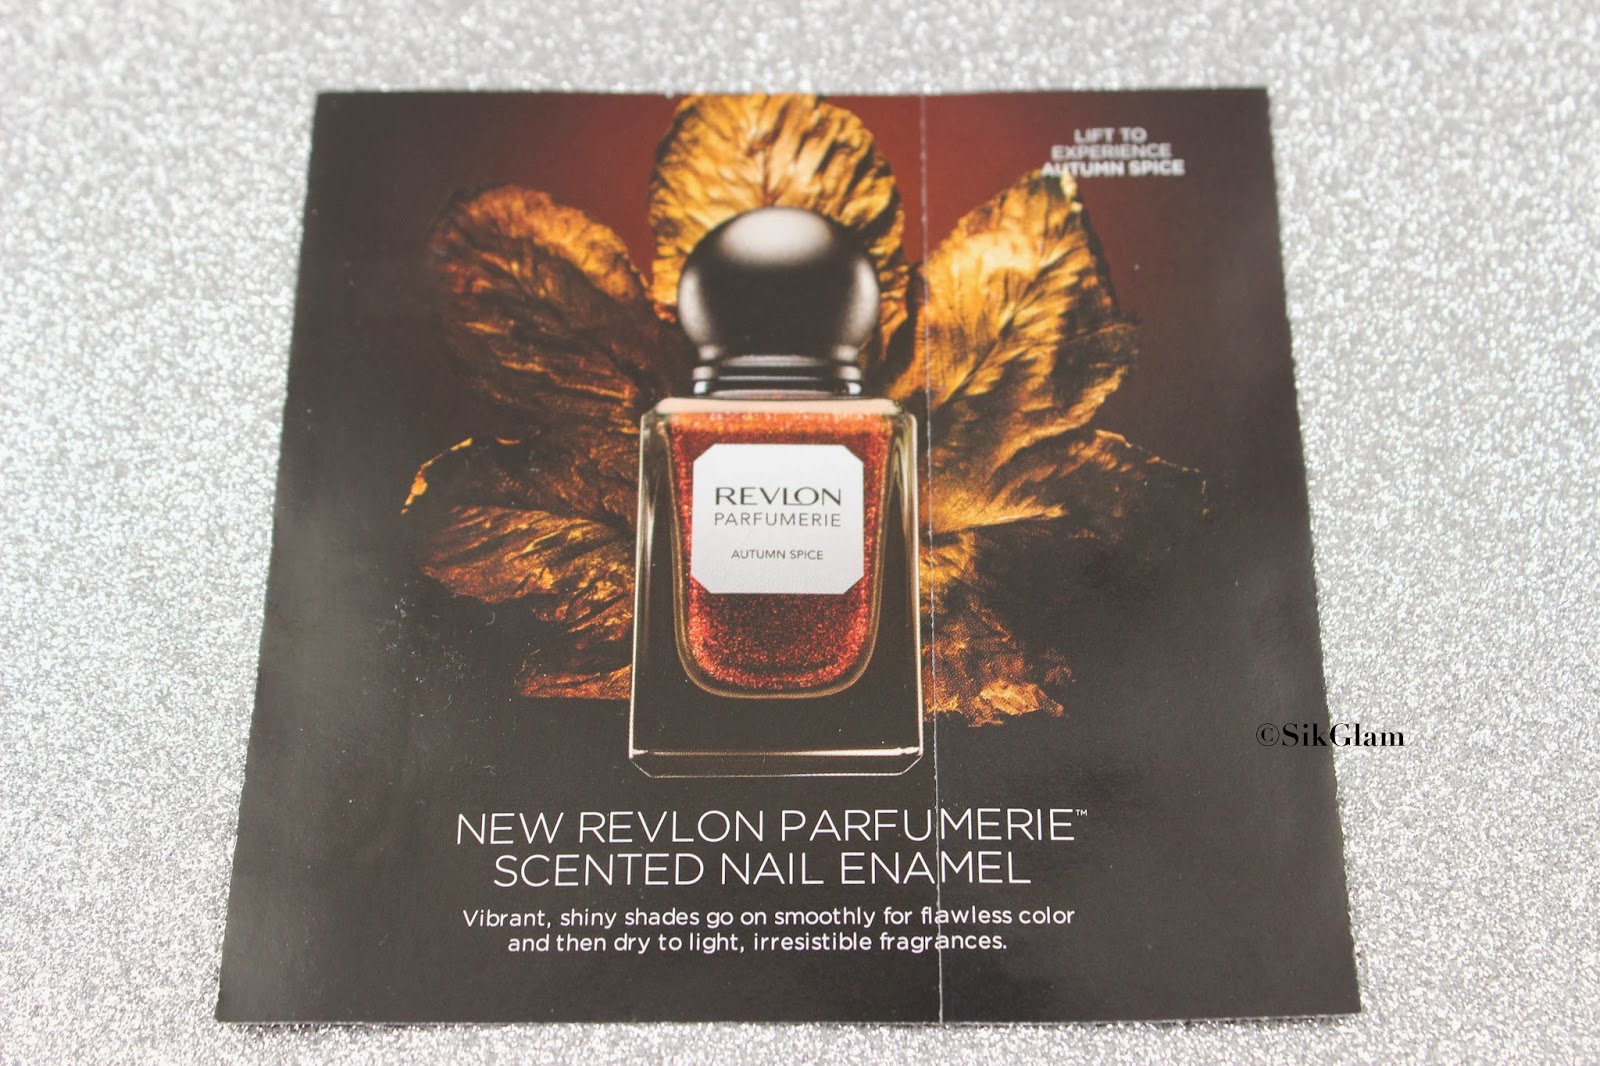 LIFT TO
EXPERIENCE
AUTUMN SPICE
REVLON
PARFUMERIE
AUTUMN SPICE
©SikGlam
NEW REVLON PARFUMERIE™
SCENTED NAIL ENAMEL
Vibrant, shiny shades go on smoothly for flawless color
and then dry to light, irresistible fragrances.